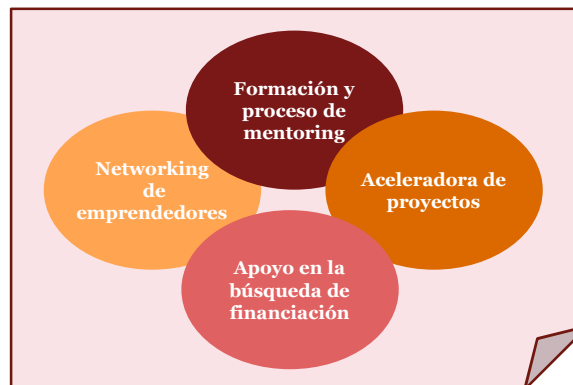 Formación y
proceso de
mentoring
Networking
de
emprendedores
Aceleradora de
proyectos
Apoyo en la
búsqueda de
financiación